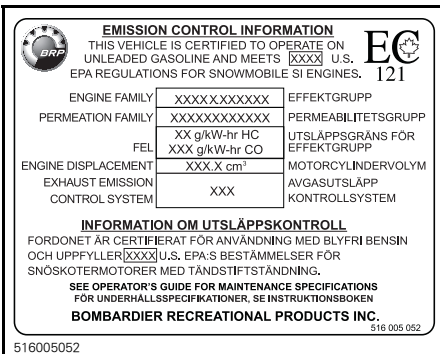 EMISSION CONTROL INFORMATION
THIS VEHICLE IS CERTIFIED TO OPERATE ON
UNLEADED GASOLINE AND MEETS XXXX U.S.
EPA REGULATIONS FOR SNOWMOBILE SI ENGINES.
BRP
EC
121
ENGINE FAMILY XXXXX.XXXXXX EFFEKTGRUPP
PERMEATION FAMILY XXXXXXXXXXXX PERMEABILITETSGRUPP
XX g/kW-hr HC UTSLÄPPSGRÄNS FÖR
FEL XXX g/kW-hr CO EFFEKTGRUPP
ENGINE DISPLACEMENT XXX.X cm³ MOTORCYLINDERVOLYM
EXHAUST EMISSION XXX AVGASUTSLÄPP
CONTROL SYSTEM KONTROLLSYSTEM
INFORMATION OM UTSLÄPPSKONTROLL
FORDONET ÄR CERTIFIERAT FÖR ANVÄNDNING MED BLYFRI BENSIN
OCH UPPFYLLER XXXX U.S. EPA:S BESTÄMMELSER FÖR
SNÖSKOTERMOTORER MED TÄNDSTIFTSTÄNDNING.
SEE OPERATOR'S GUIDE FOR MAINTENANCE SPECIFICATIONS
FÖR UNDERHÅLLSSPECIFIKATIONER, SE INSTRUKTIONSBOKEN
BOMBARDIER RECREATIONAL PRODUCTS INC.
516 005 052
516005052